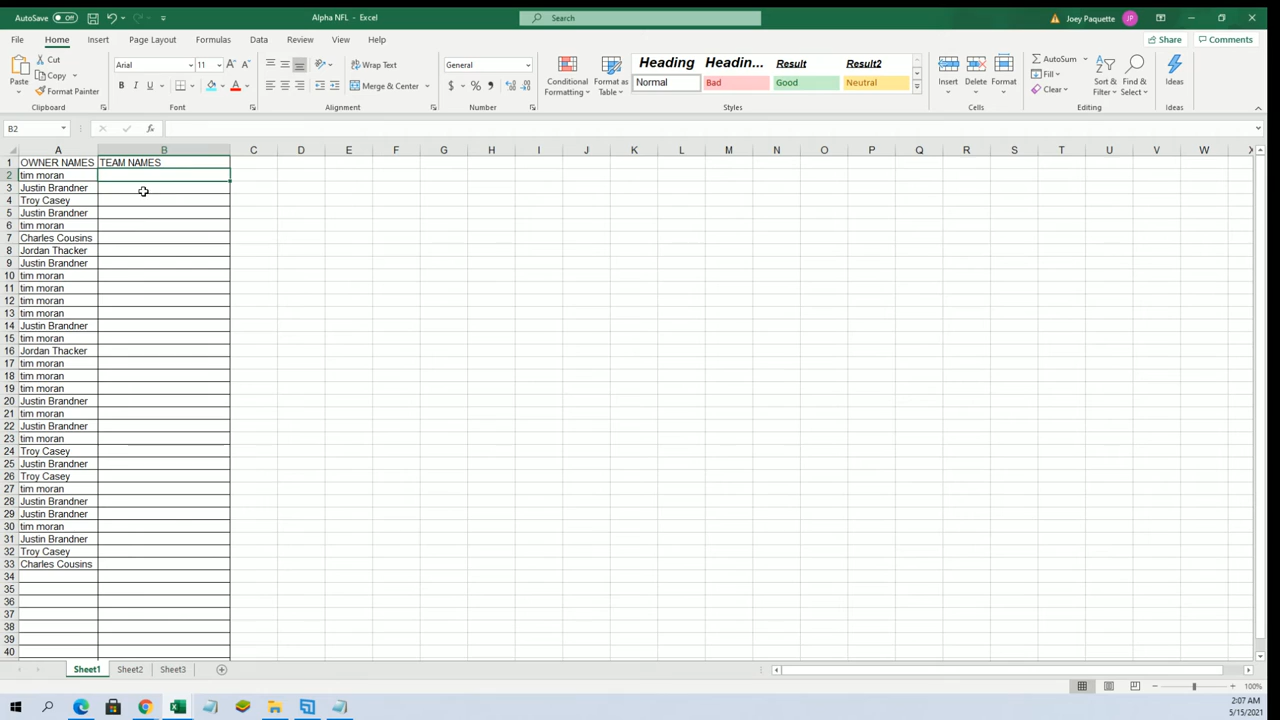 AutoSave Off Alpha NFL - Excel Search Joey Paquette JP
File Home Insert Page Layout Formulas Data Review View Help Share Comments
Paste Cut Copy Format Painter Clipboard
Arial 11 B I U A Font
Wrap Text Merge & Center Alignment
General $ % Number
Conditional Formatting Format as Table
Heading Headin... Result Result2
Normal Bad Good Neutral Styles
Insert Delete Format Cells
AutoSum Fill Clear Sort & Filter Find & Select Editing
Ideas Ideas
B2 fx
A B C D E F G H I J K L M N O P Q R S T U V W X
1 OWNER NAMES TEAM NAMES
2 tim moran
3 Justin Brandner
4 Troy Casey
5 Justin Brandner
6 tim moran
7 Charles Cousins
8 Jordan Thacker
9 Justin Brandner
10 tim moran
11 tim moran
12 tim moran
13 tim moran
14 Justin Brandner
15 tim moran
16 Jordan Thacker
17 tim moran
18 tim moran
19 tim moran
20 Justin Brandner
21 tim moran
22 Justin Brandner
23 tim moran
24 Troy Casey
25 Justin Brandner
26 Troy Casey
27 tim moran
28 Justin Brandner
29 Justin Brandner
30 tim moran
31 Justin Brandner
32 Troy Casey
33 Charles Cousins
34
35
36
37
38
39
40
Sheet1 Sheet2 Sheet3
100%
2:07 AM
5/15/2021